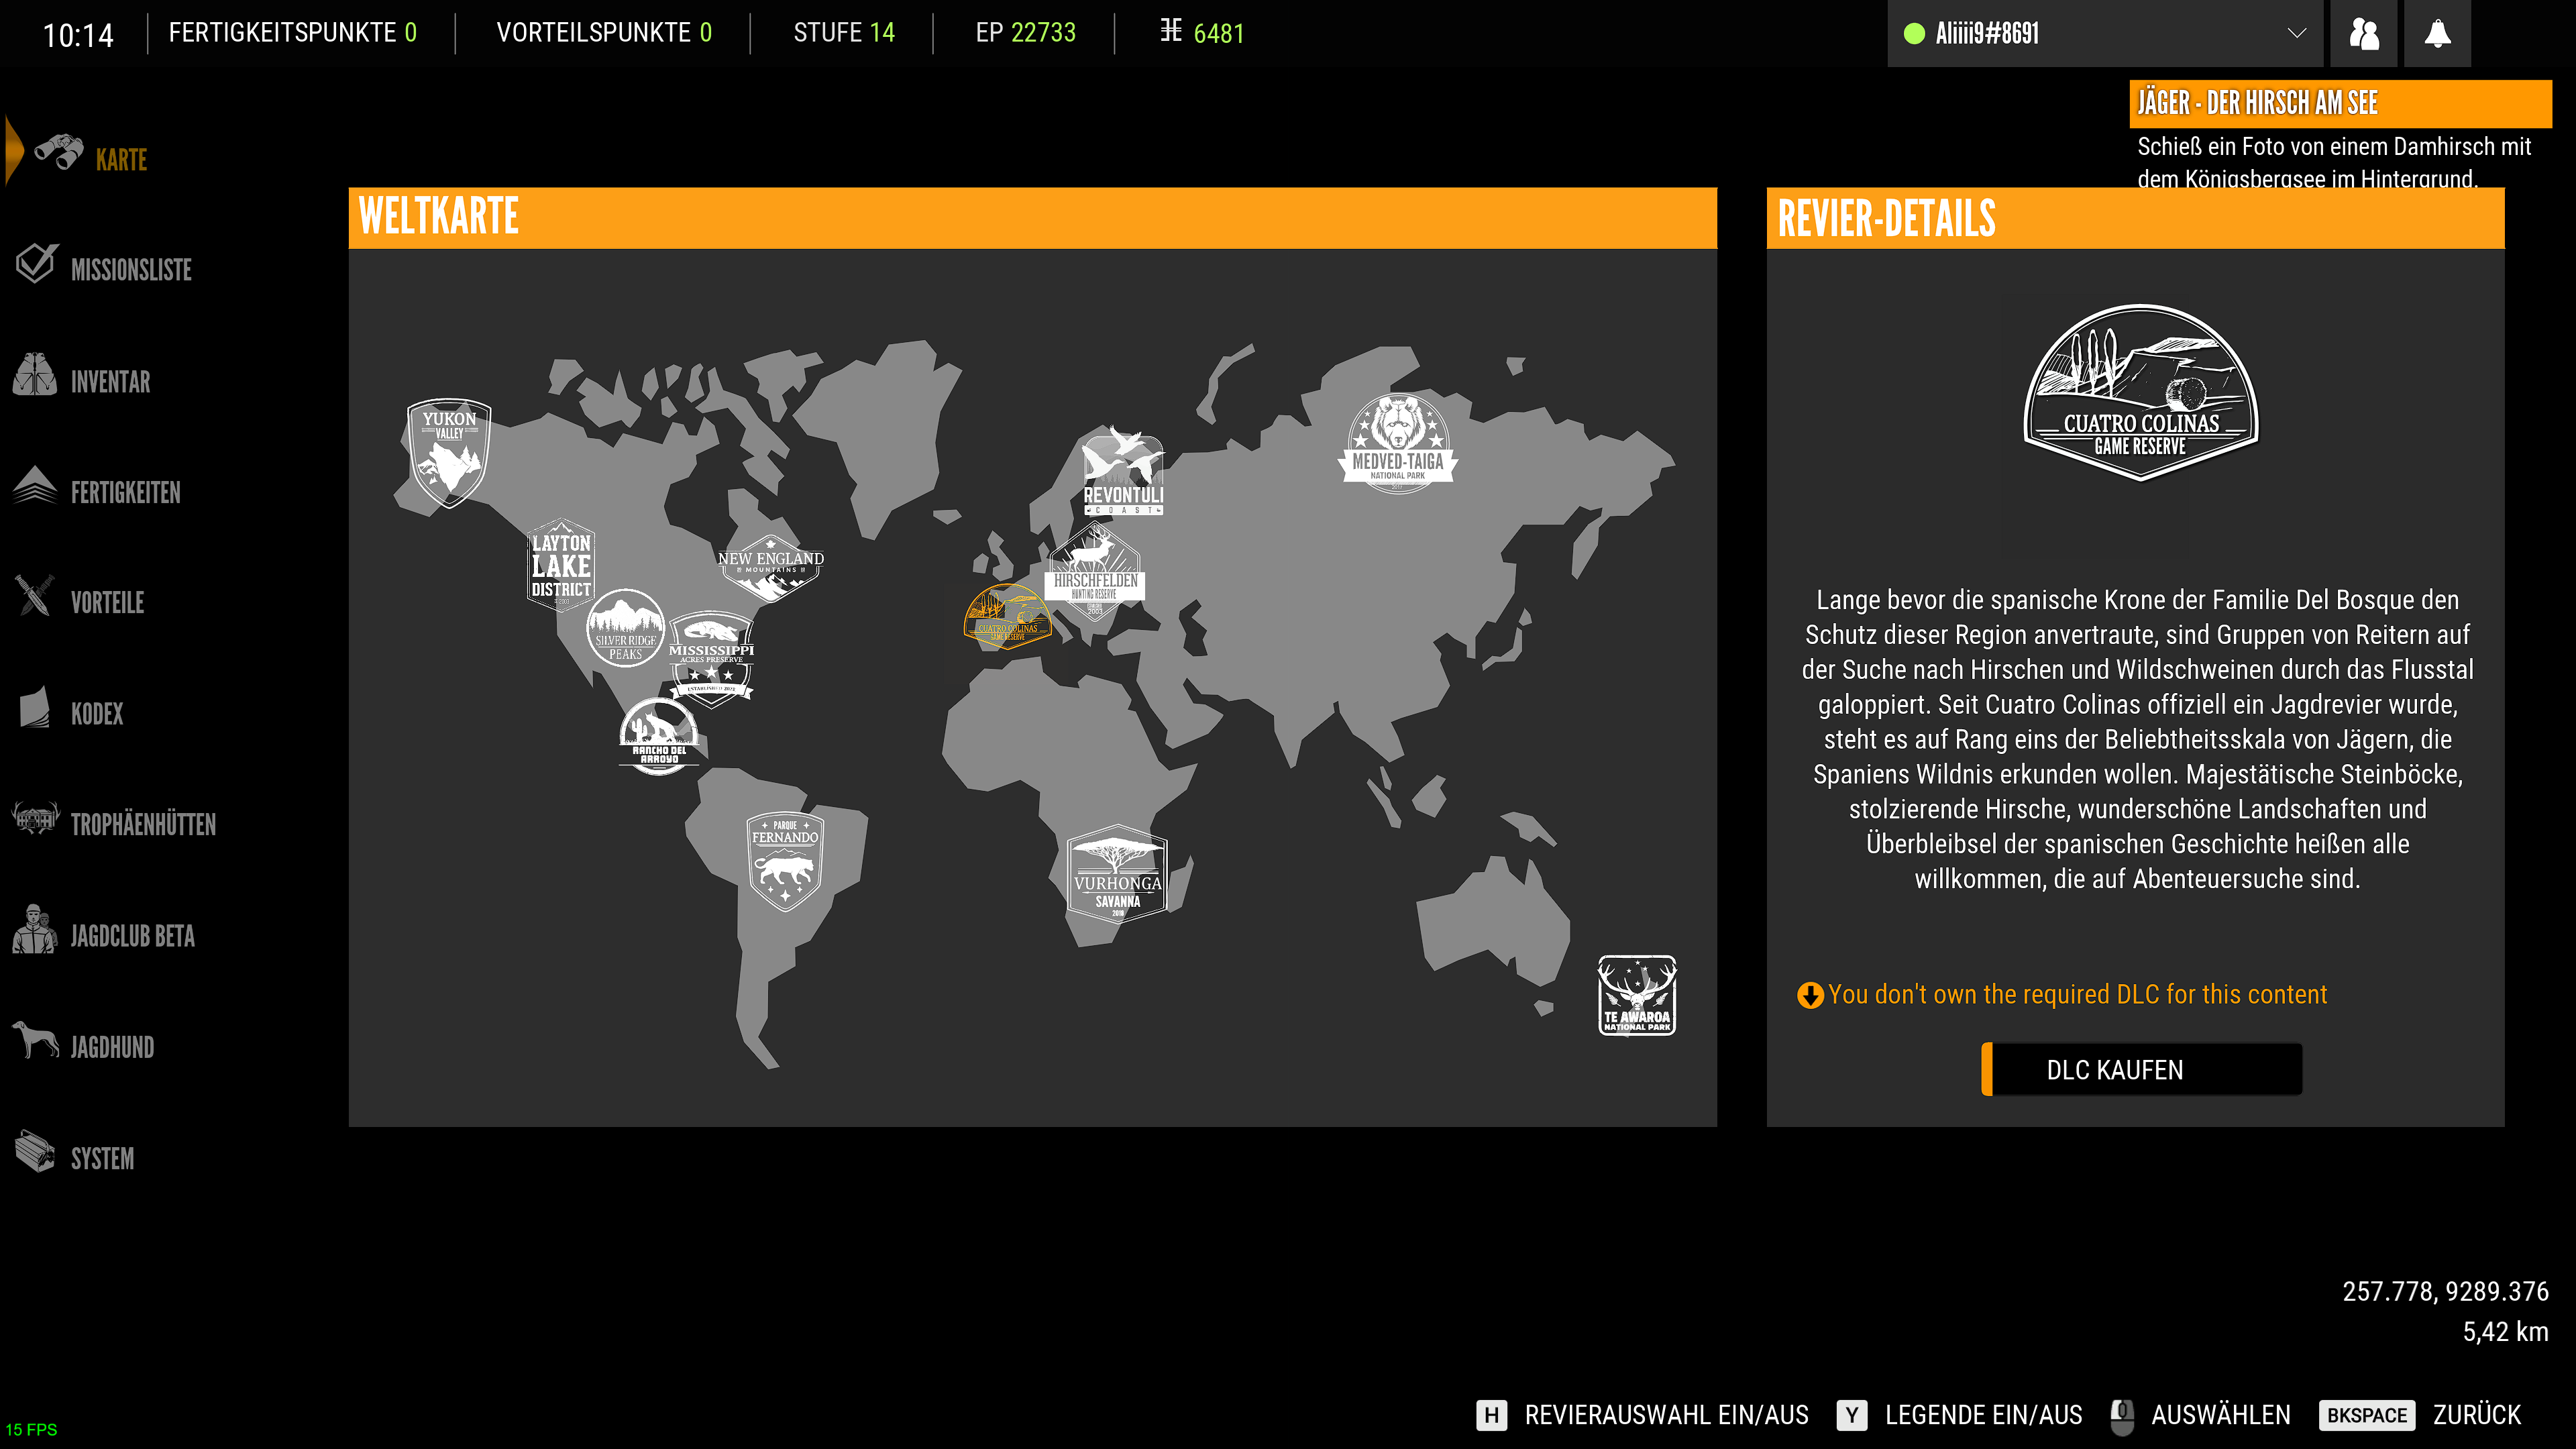 10:14
FERTIGKEITSPUNKTE 0
VORTEILSPUNKTE 0
STUFE 14
EP 22733
6481
Aliiii9#8691
JÄGER - DER HIRSCH AM SEE
Schieß ein Foto von einem Damhirsch mit
dem Königsbergsee im Hintergrund.
KARTE
MISSIONSLISTE
INVENTAR
FERTIGKEITEN
VORTEILE
KODEX
TROPHÄENHÜTTEN
JAGDCLUB BETA
JAGDHUND
SYSTEM
WELTKARTE
YUKON
VALLEY
LAYTON
LAKE
DISTRICT
NEW ENGLAND
MOUNTAINS
SILVER RIDGE
PEAKS
MISSISSIPPI
ACRES PRESERVE
RANCHO DEL
ARROYO
PARQUE
FERNANDO
REVONTULI
COAST
HIRSCHFELDEN
HUNTING RESERVE
2003
CUATRO COLINAS
GAME RESERVE
MEDVED-TAIGA
NATIONAL PARK
VURHONGA
SAVANNA
TE AWAROA
NATIONAL PARK
REVIER-DETAILS
CUATRO COLINAS
GAME RESERVE
Lange bevor die spanische Krone der Familie Del Bosque den
Schutz dieser Region anvertraute, sind Gruppen von Reitern auf
der Suche nach Hirschen und Wildschweinen durch das Flusstal
galoppiert. Seit Cuatro Colinas offiziell ein Jagdrevier wurde,
steht es auf Rang eins der Beliebtheitsskala von Jägern, die
Spaniens Wildnis erkunden wollen. Majestätische Steinböcke,
stolzierende Hirsche, wunderschöne Landschaften und
Überbleibsel der spanischen Geschichte heißen alle
willkommen, die auf Abenteuersuche sind.
You don't own the required DLC for this content
DLC KAUFEN
257.778, 9289.376
5,42 km
H REVIERAUSWAHL EIN/AUS Y LEGENDE EIN/AUS AUSWÄHLEN BKSPACE ZURÜCK
15 FPS